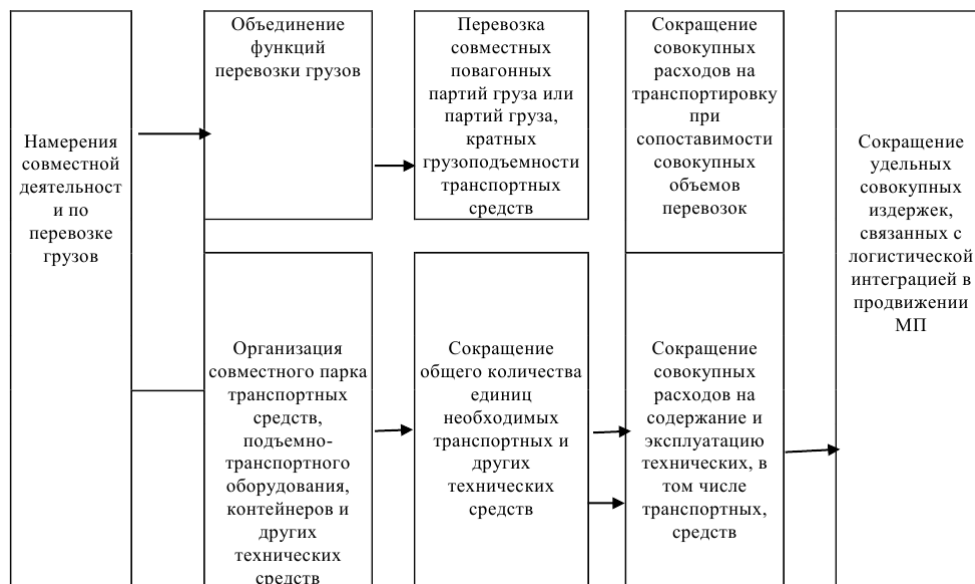 Намерения
совместной
деятельност
и по
перевозке
грузов
Объединение
функций
перевозки грузов
Перевозка
совместных
повагонных
партий груза или
партий груза,
кратных
грузоподъемности
транспортных
средств
Сокращение
совокупных
расходов на
транспортировку
при
сопоставимости
совокупных
объемов
перевозок
Организация
совместного парка
транспортных
средств,
подъемно-
транспортного
оборудования,
контейнеров и
других
технических
средств
Сокращение
общего количества
единиц
необходимых
транспортных и
других
технических
средств
Сокращение
совокупных
расходов на
содержание и
эксплуатацию
технических, в
том числе
транспортных,
средств
Сокращение
удельных
совокупных
издержек,
связанных с
логистической
интеграцией в
продвижении
МП